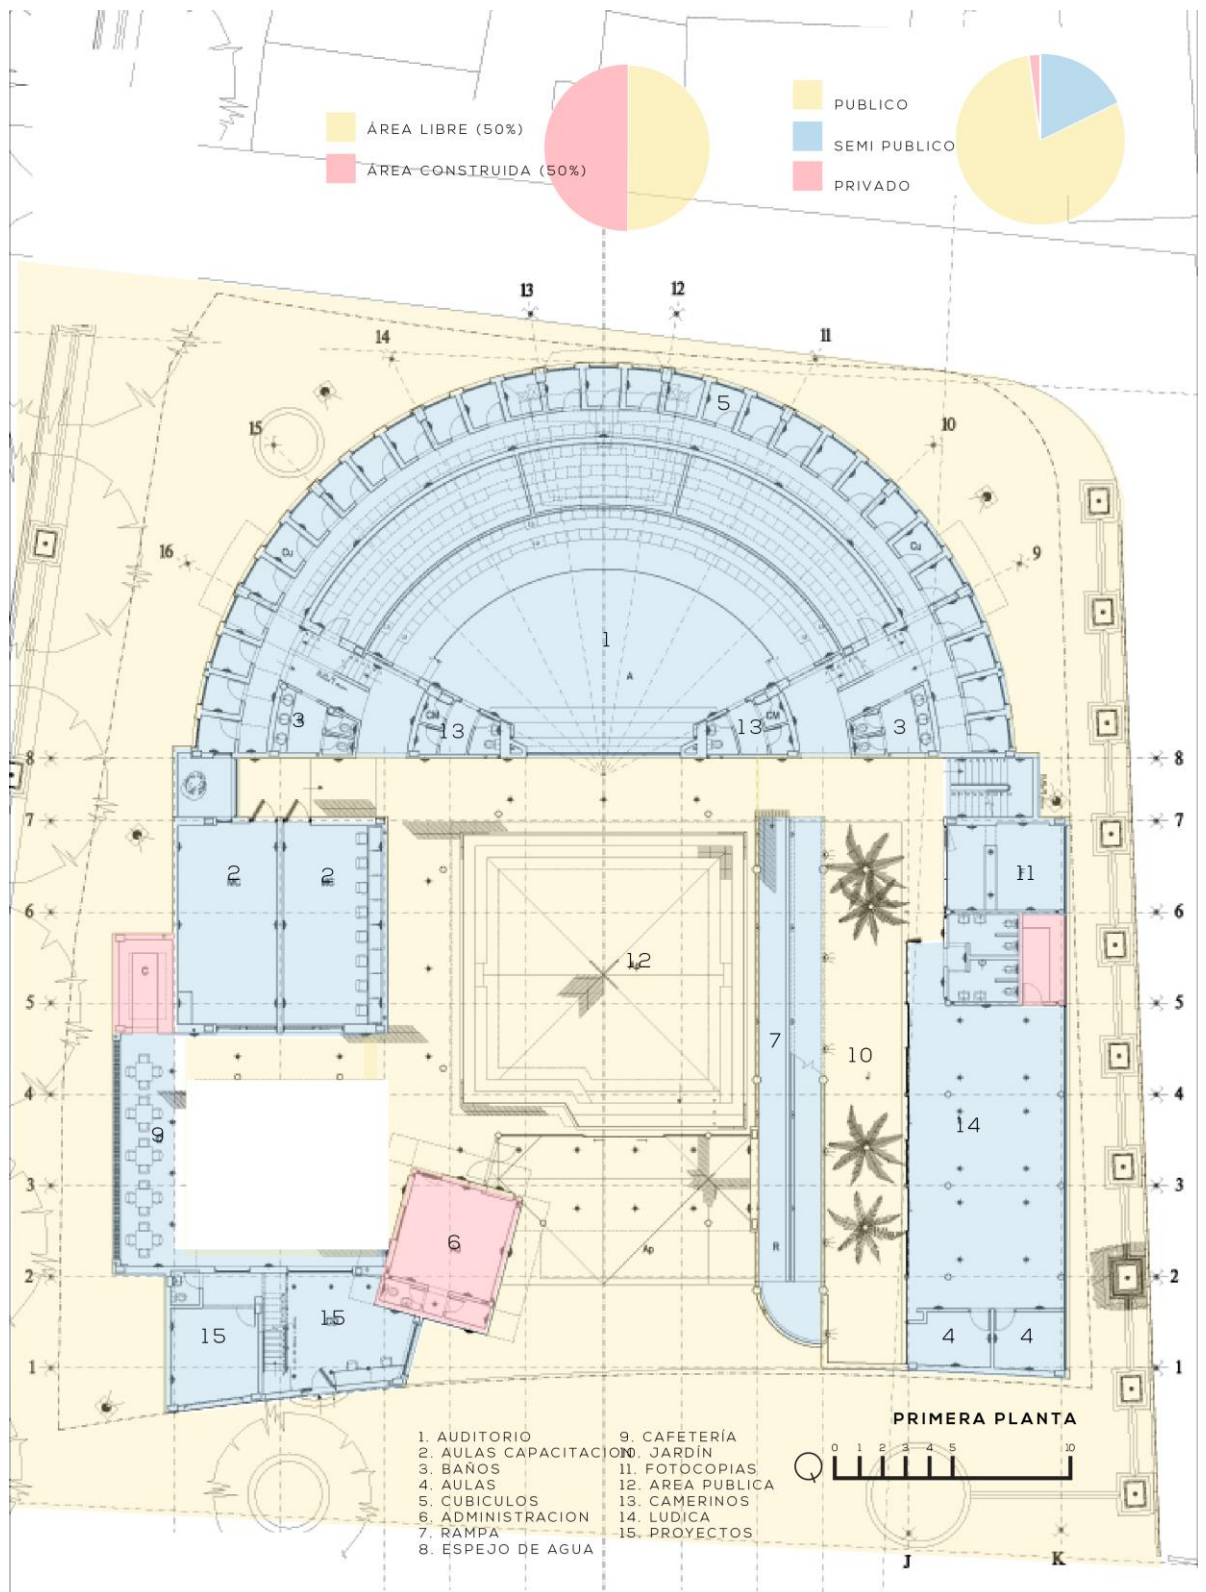 ÁREA LIBRE (50%)
ÁREA CONSTRUIDA (50%)
PUBLICO
SEMI PUBLICO
PRIVADO
13
12
14
11
15
5
10
16
Cu
Cu
9
1
A
3
CM
13
13
CM
3
8
8
7
7
2
2
11
6
6
12
C
5
5
7
10
J
4
4
9
14
3
3
6
Ap
R
2
2
15
15
4
4
1
1
PRIMERA PLANTA
0 1 2 3 4 5 10
1. AUDITORIO
2. AULAS CAPACITACION
3. BAÑOS
4. AULAS
5. CUBICULOS
6. ADMINISTRACION
7. RAMPA
8. ESPEJO DE AGUA
9. CAFETERÍA
10. JARDÍN
11. FOTOCOPIAS
12. AREA PUBLICA
13. CAMERINOS
14. LUDICA
15. PROYECTOS
J
K